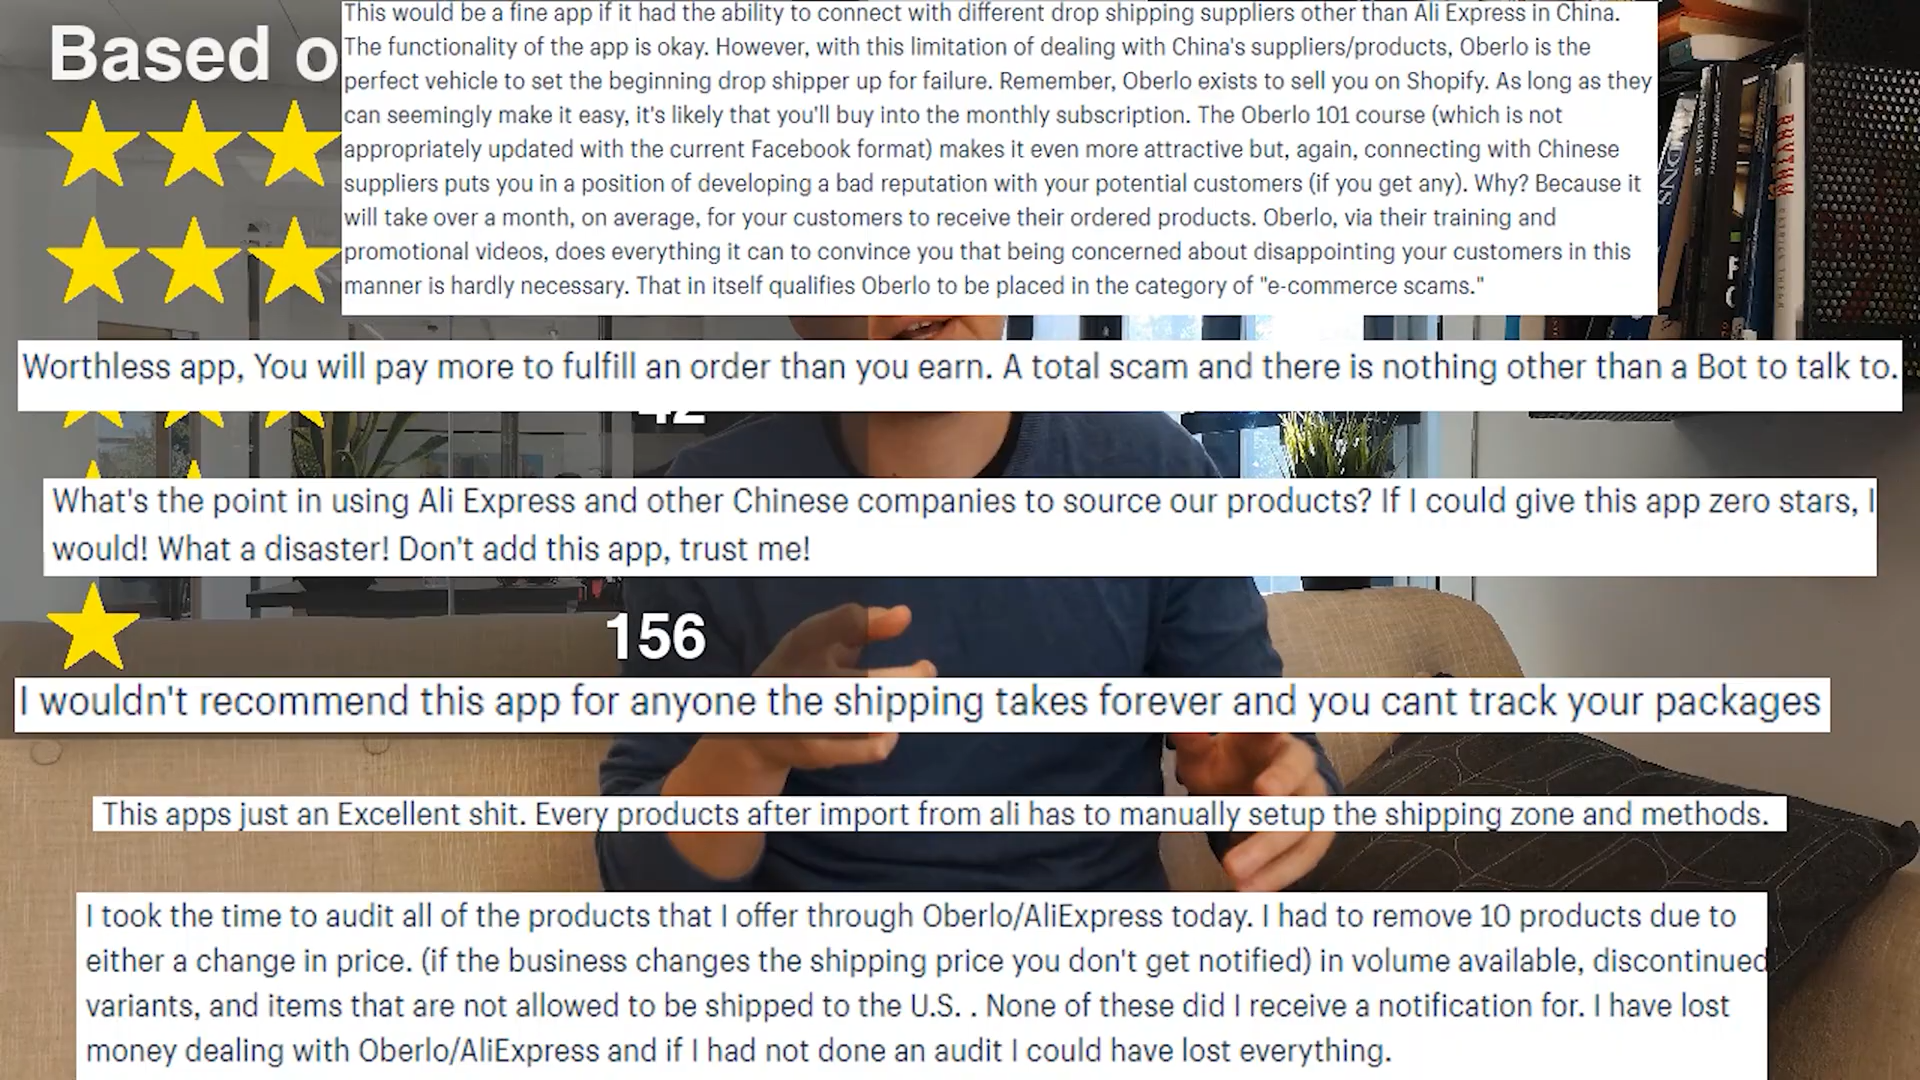 Based o
This would be a fine app if it had the ability to connect with different drop shipping suppliers other than Ali Express in China.
The functionality of the app is okay. However, with this limitation of dealing with China's suppliers/products, Oberlo is the
perfect vehicle to set the beginning drop shipper up for failure. Remember, Oberlo exists to sell you on Shopify. As long as they
can seemingly make it easy, it's likely that you'll buy into the monthly subscription. The Oberlo 101 course (which is not
appropriately updated with the current Facebook format) makes it even more attractive but, again, connecting with Chinese
suppliers puts you in a position of developing a bad reputation with your potential customers (if you get any). Why? Because it
will take over a month, on average, for your customers to receive their ordered products. Oberlo, via their training and
promotional videos, does everything it can to convince you that being concerned about disappointing your customers in this
manner is hardly necessary. That in itself qualifies Oberlo to be placed in the category of "e-commerce scams."
Worthless app, You will pay more to fulfill an order than you earn. A total scam and there is nothing other than a Bot to talk to.
42
What's the point in using Ali Express and other Chinese companies to source our products? If I could give this app zero stars, I
would! What a disaster! Don't add this app, trust me!
156
I wouldn't recommend this app for anyone the shipping takes forever and you cant track your packages
This apps just an Excellent shit. Every products after import from ali has to manually setup the shipping zone and methods.
I took the time to audit all of the products that I offer through Oberlo/AliExpress today. I had to remove 10 products due to
either a change in price. (if the business changes the shipping price you don't get notified) in volume available, discontinued
variants, and items that are not allowed to be shipped to the U.S. . None of these did I receive a notification for. I have lost
money dealing with Oberlo/AliExpress and if I had not done an audit I could have lost everything.